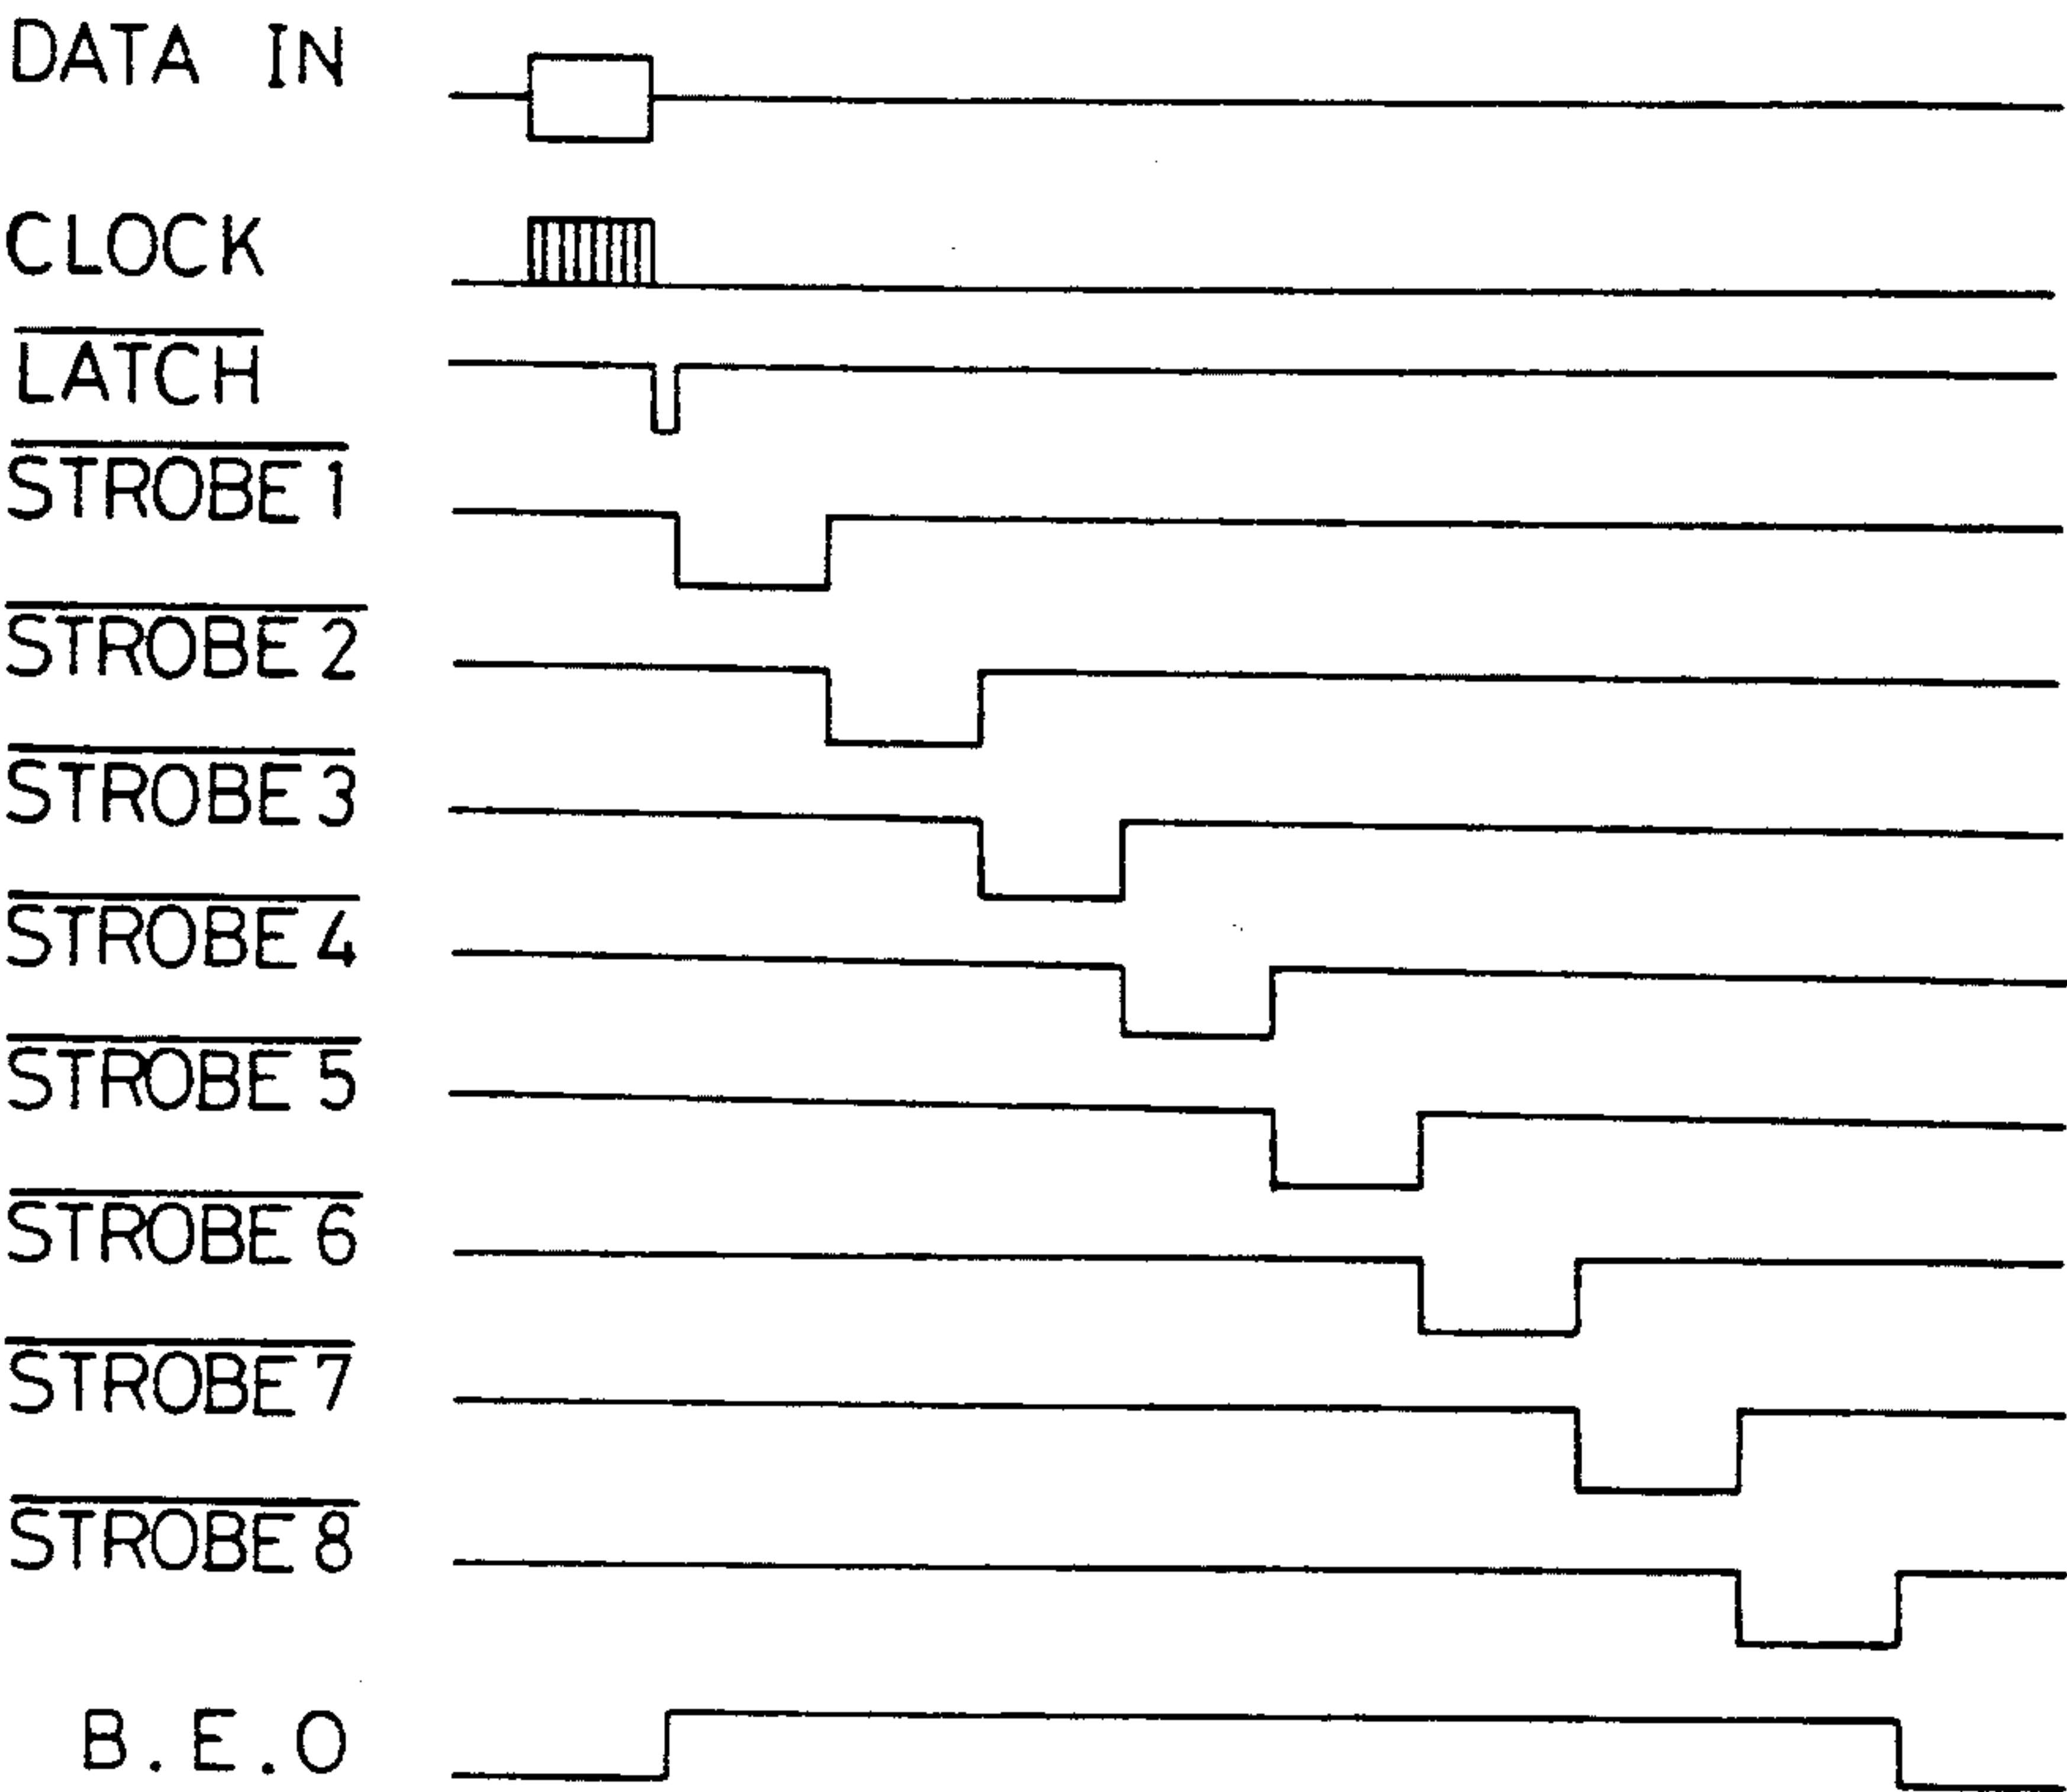 DATA IN
CLOCK
LATCH
STROBE 1
STROBE 2
STROBE 3
STROBE 4
STROBE 5
STROBE 6
STROBE 7
STROBE 8
B.E.O